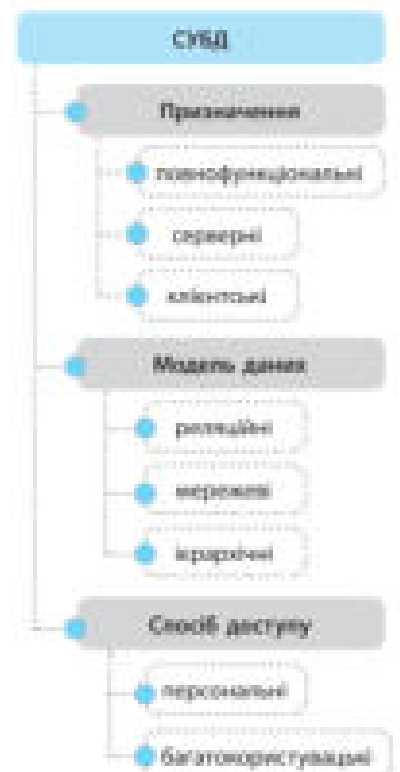 СУБД
Призначення
повнофункціональні
серверні
клієнтські
Модель даних
реляційні
мережеві
ієрархічні
Спосіб доступу
персональні
багатокористувацькі